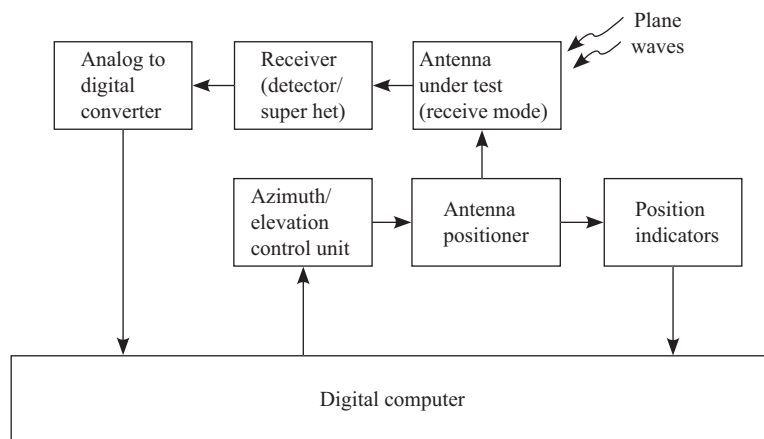 Plane
waves
Analog to
digital
converter
Receiver
(detector/
super het)
Antenna
under test
(receive mode)
Azimuth/
elevation
control unit
Antenna
positioner
Position
indicators
Digital computer